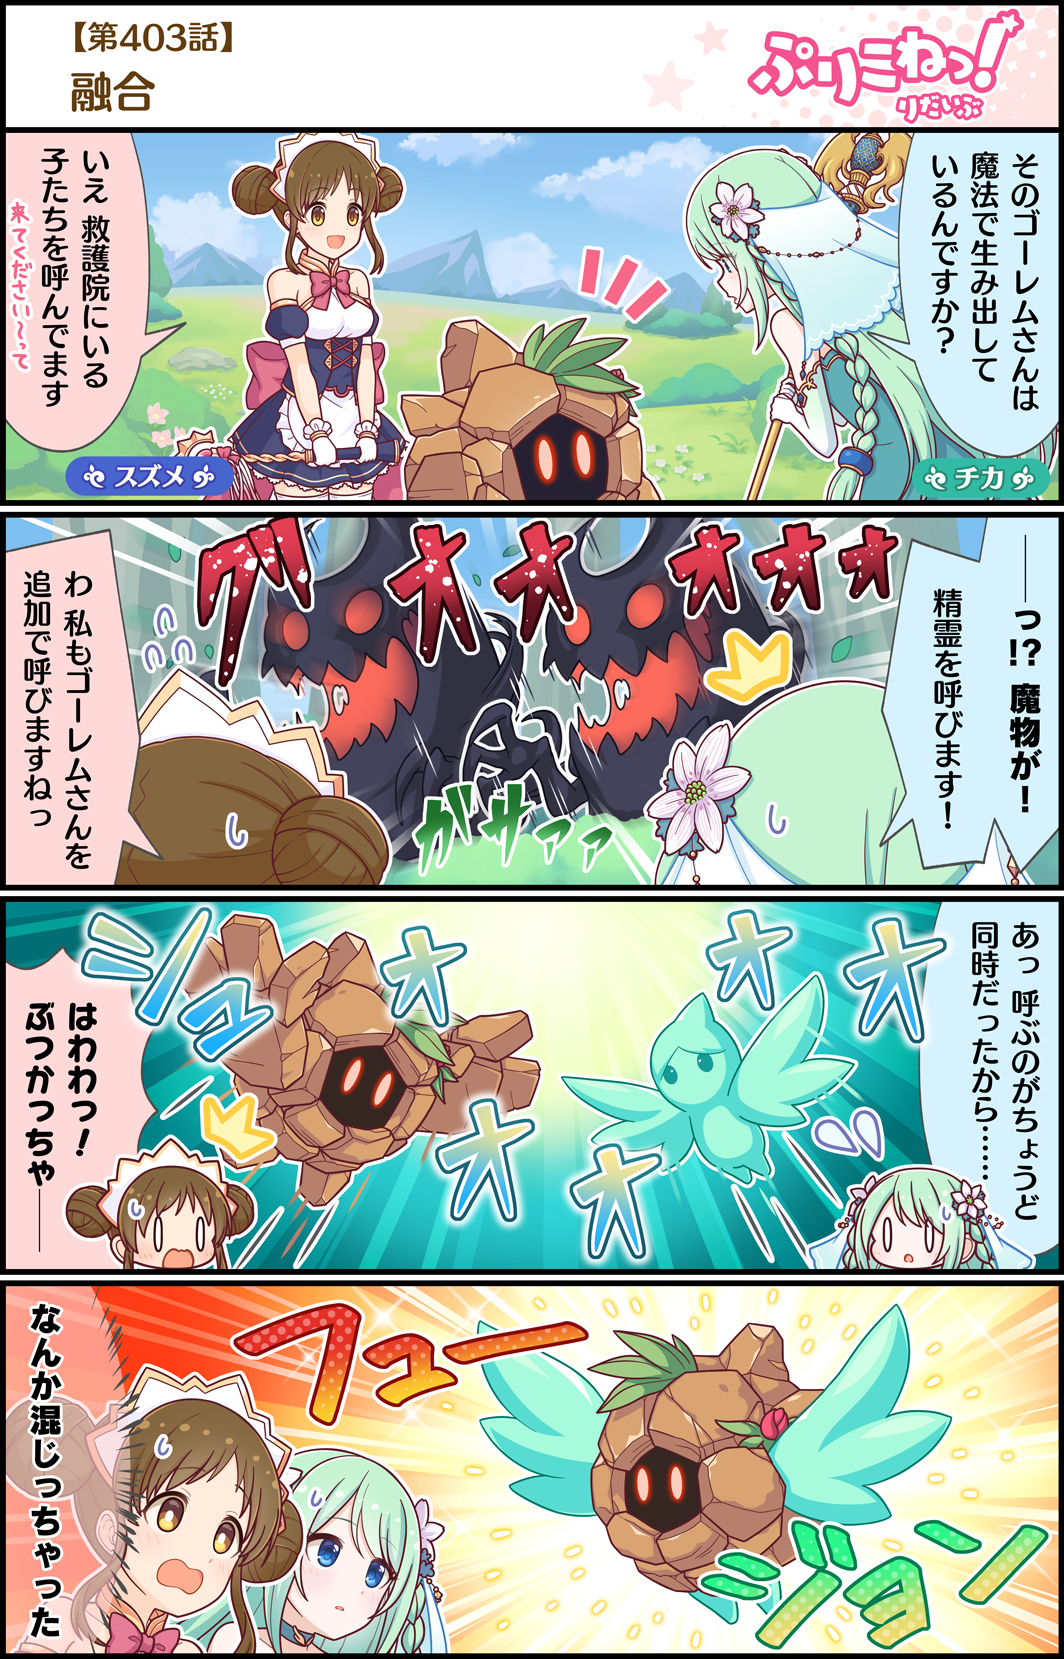 【第403話】
融合
ぷりこねっ!
りだいぶ
そのゴーレムさんは
魔法で生み出して
いるんですか?
いえ 救護院にいる
子たちを呼んでます
来てくださいい〜って
スズメ
チカ
――っ!? 魔物が!
精霊を呼びます!
グオオオオオ
ガサァァ
わ 私もゴーレムさんを
追加で呼びますねっ
あっ 呼ぶのがちょうど
同時だったから……
シュオオオオオ
はわわっ!
ぶつかっちゃ――
フュー
ジョン
なんか混じっちゃった